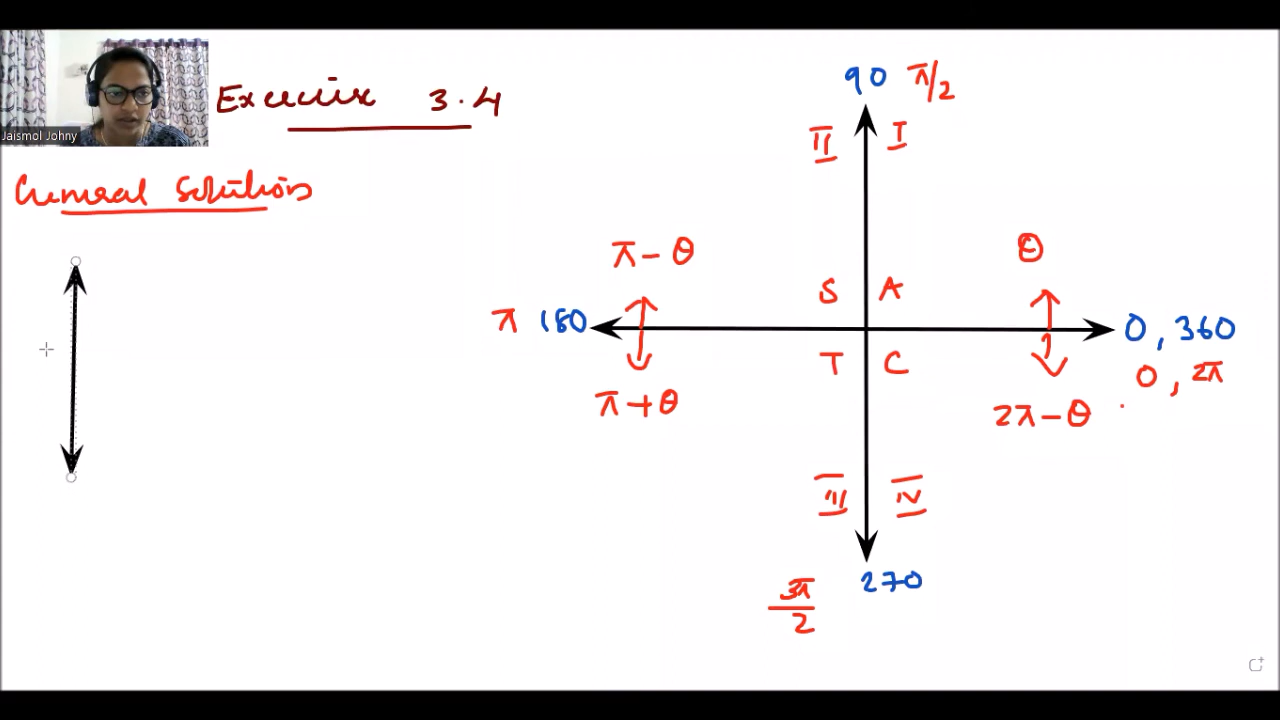 Exercise 3.4
Jaismol Johny
General Solutions
90 π/2
II I
π - θ
θ
S A
π 180
0, 360
T C
0, 2π
π + θ
2π - θ
III IV
270
3π/2